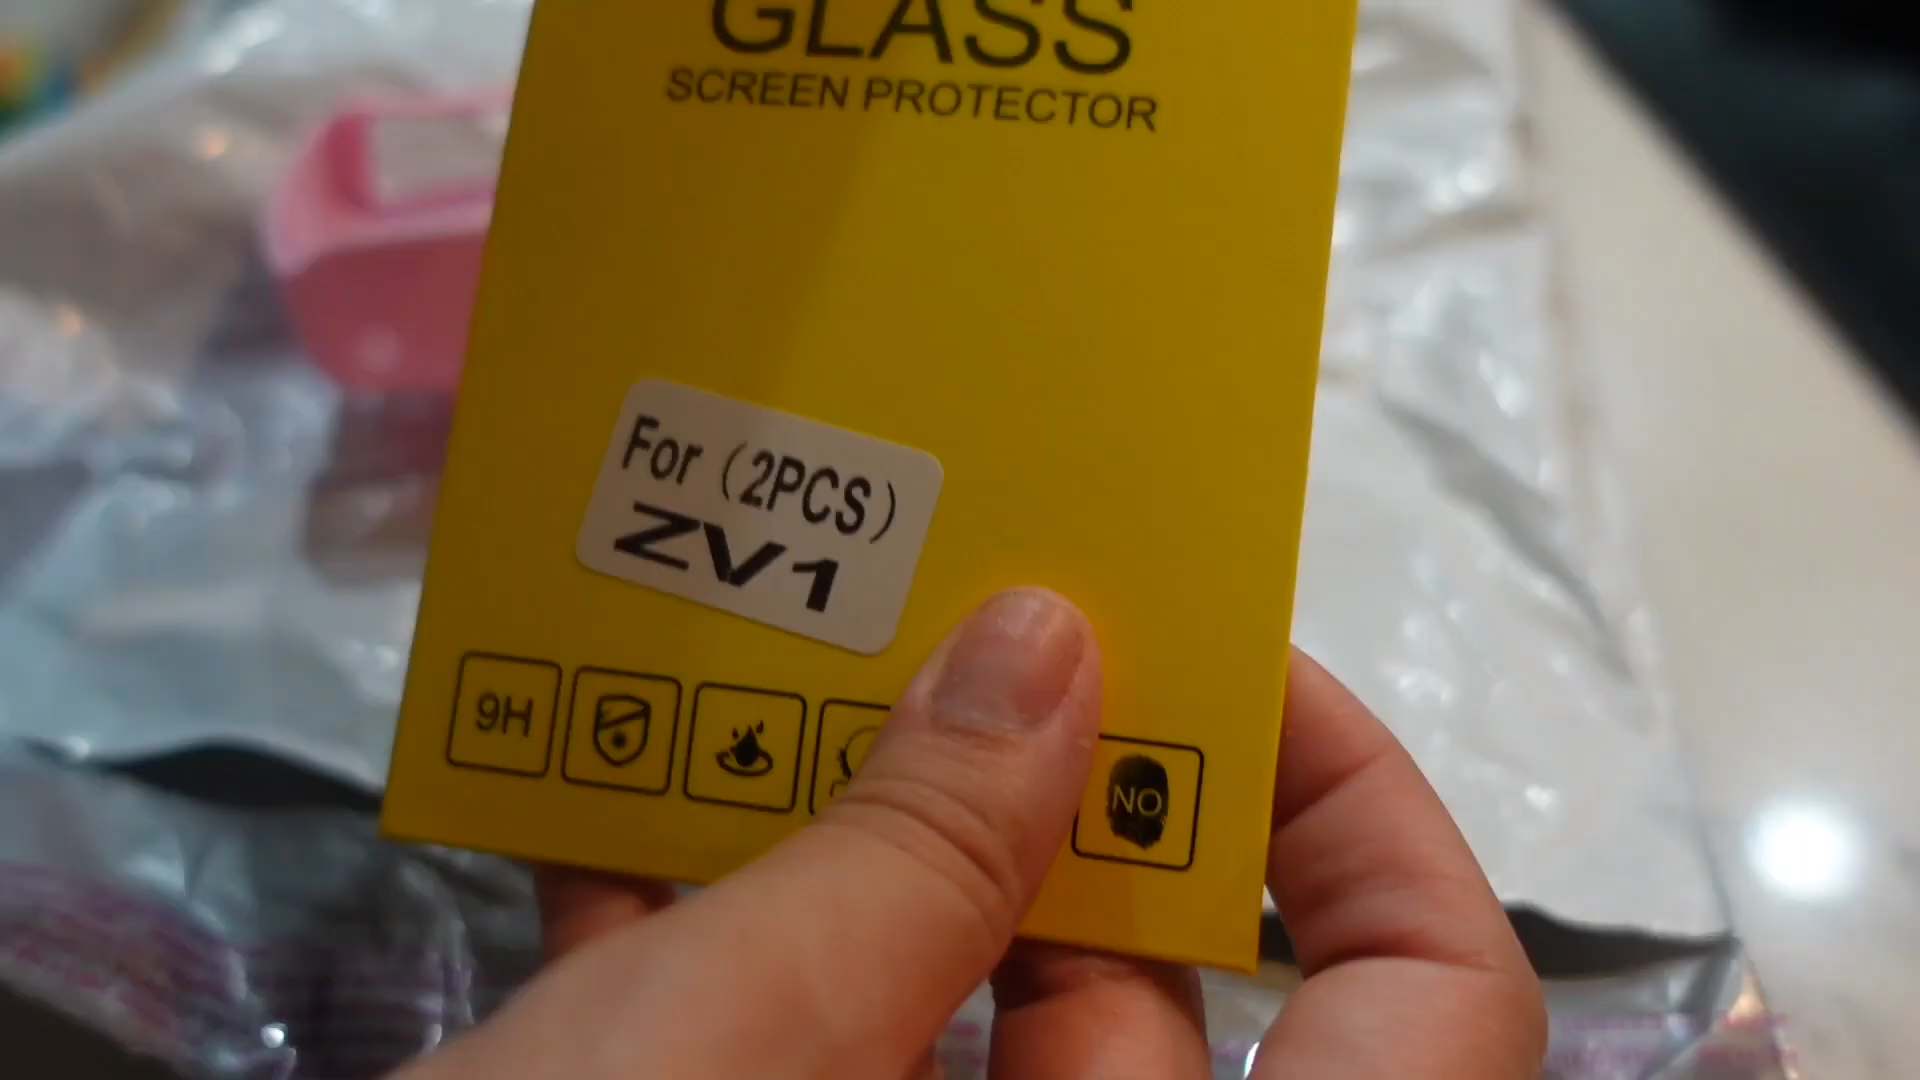 GLASS
SCREEN PROTECTOR
For (2PCS)
ZV1
9H
NO